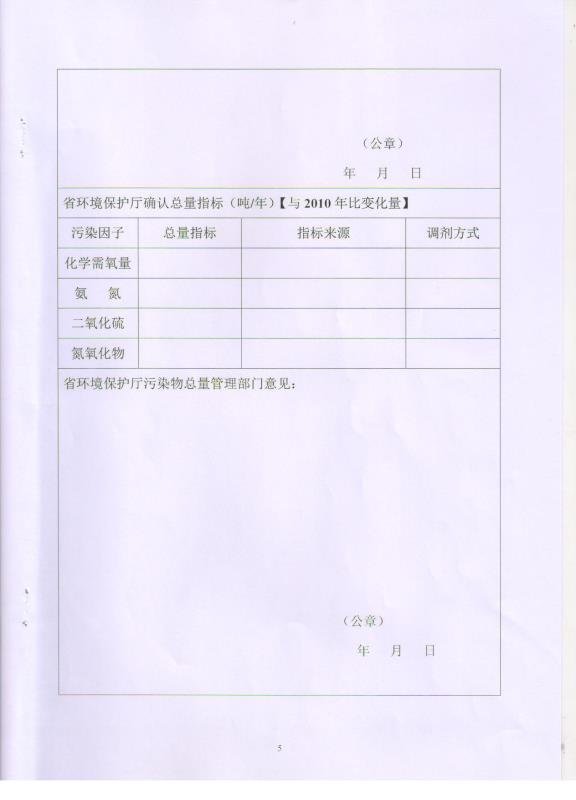 （公章）
年 月 日
省环境保护厅确认总量指标（吨/年）【与 2010 年比变化量】
污染因子 总量指标 指标来源 调剂方式
化学需氧量
氨 氮
二氧化硫
氮氧化物
省环境保护厅污染物总量管理部门意见：
（公章）
年 月 日
5